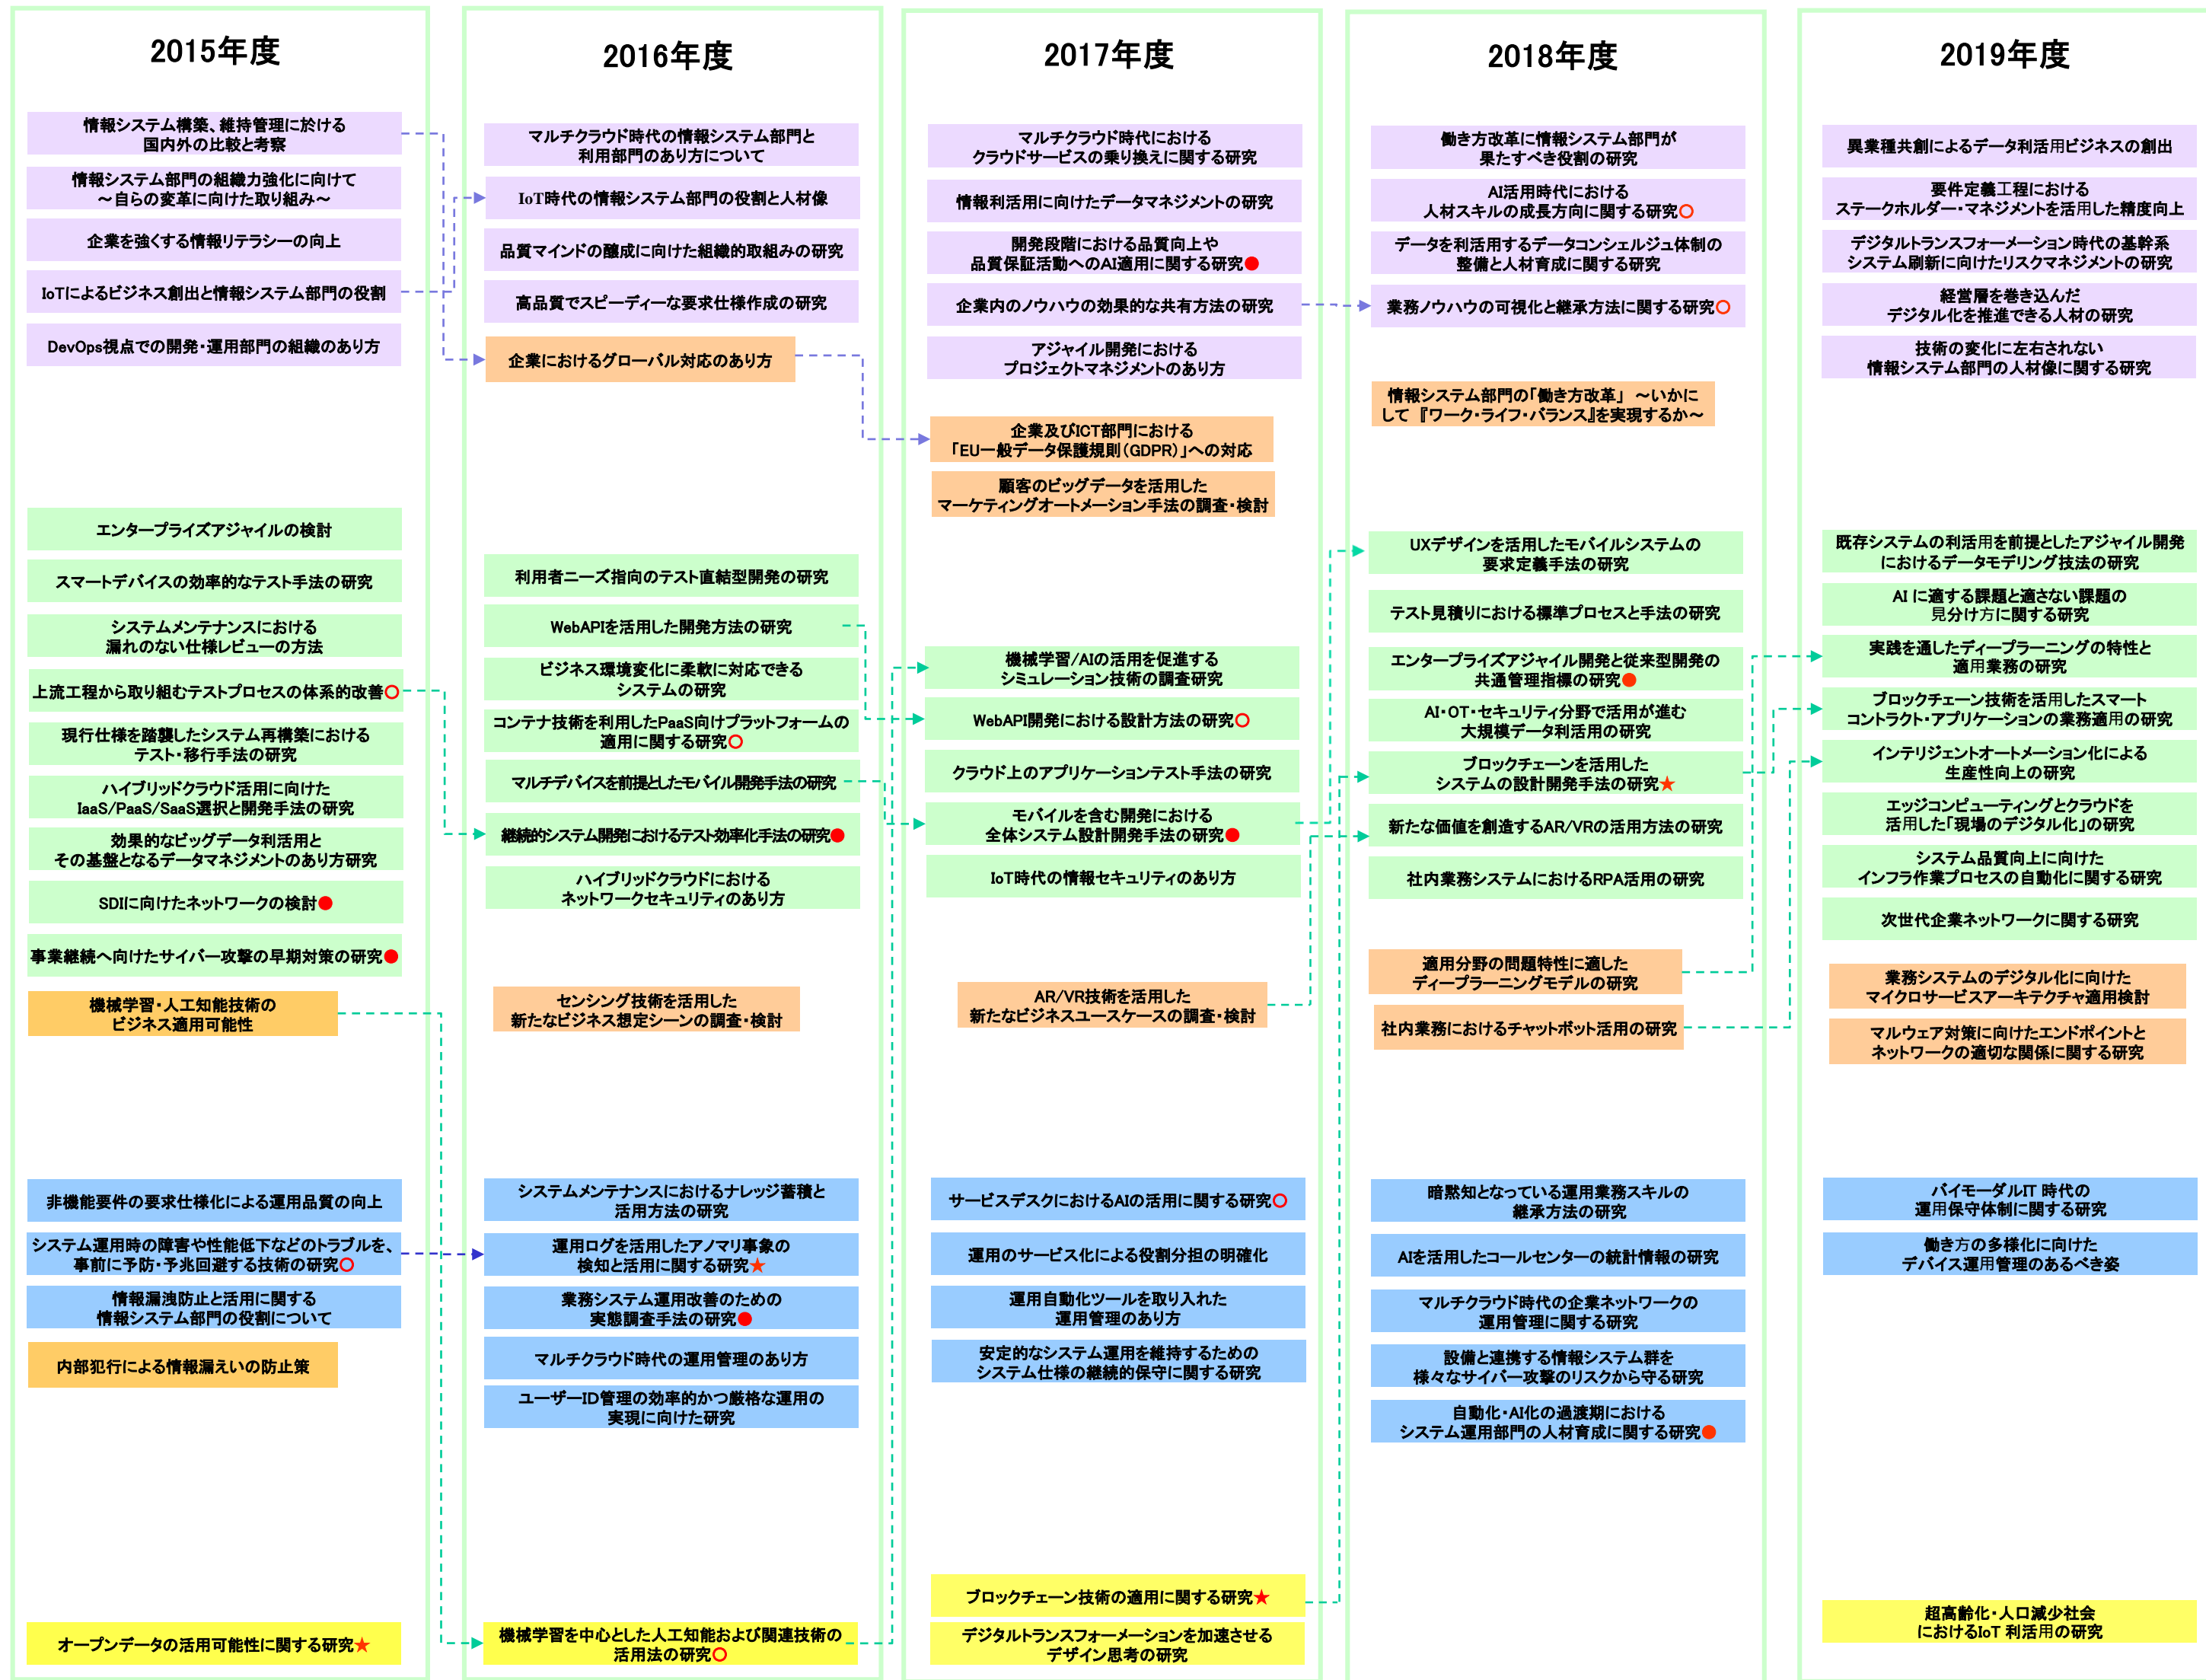 2015年度
情報システム構築、維持管理に於ける
国内外の比較と考察
情報システム部門の組織力強化に向けて
～自らの変革に向けた取り組み～
企業を強くする情報リテラシーの向上
IoTによるビジネス創出と情報システム部門の役割
DevOps視点での開発・運用部門の組織のあり方
エンタープライズアジャイルの検討
スマートデバイスの効率的なテスト手法の研究
システムメンテナンスにおける
漏れのない仕様レビューの方法
上流工程から取り組むテストプロセスの体系的改善○
現行仕様を踏襲したシステム再構築における
テスト・移行手法の研究
ハイブリッドクラウド活用に向けた
IaaS/PaaS/SaaS選択と開発手法の研究
効果的なビッグデータ利活用と
その基盤となるデータマネジメントのあり方研究
SDIに向けたネットワークの検討●
事業継続へ向けたサイバー攻撃の早期対策の研究●
機械学習・人工知能技術の
ビジネス適用可能性
非機能要件の要求仕様化による運用品質の向上
システム運用時の障害や性能低下などのトラブルを、
事前に予防・予兆回避する技術の研究○
情報漏洩防止と活用に関する
情報システム部門の役割について
内部犯行による情報漏えいの防止策
オープンデータの活用可能性に関する研究★
2016年度
マルチクラウド時代の情報システム部門と
利用部門のあり方について
IoT時代の情報システム部門の役割と人材像
品質マインドの醸成に向けた組織的取組みの研究
高品質でスピーディーな要求仕様作成の研究
企業におけるグローバル対応のあり方
利用者ニーズ指向のテスト直結型開発の研究
WebAPIを活用した開発方法の研究
ビジネス環境変化に柔軟に対応できる
システムの研究
コンテナ技術を利用したPaaS向けプラットフォームの
適用に関する研究○
マルチデバイスを前提としたモバイル開発手法の研究
継続的システム開発におけるテスト効率化手法の研究●
ハイブリッドクラウドにおける
ネットワークセキュリティのあり方
センシング技術を活用した
新たなビジネス想定シーンの調査・検討
システムメンテナンスにおけるナレッジ蓄積と
活用方法の研究
運用ログを活用したアノマリ事象の
検知と活用に関する研究★
業務システム運用改善のための
実態調査手法の研究●
マルチクラウド時代の運用管理のあり方
ユーザーID管理の効率的かつ厳格な運用の
実現に向けた研究
機械学習を中心とした人工知能および関連技術の
活用法の研究○
2017年度
マルチクラウド時代における
クラウドサービスの乗り換えに関する研究
情報利活用に向けたデータマネジメントの研究
開発段階における品質向上や
品質保証活動へのAI適用に関する研究●
企業内のノウハウの効果的な共有方法の研究
アジャイル開発における
プロジェクトマネジメントのあり方
企業及びICT部門における
「EU一般データ保護規則（GDPR）」への対応
顧客のビッグデータを活用した
マーケティングオートメーション手法の調査・検討
機械学習/AIの活用を促進する
シミュレーション技術の調査研究
WebAPI開発における設計方法の研究○
クラウド上のアプリケーションテスト手法の研究
モバイルを含む開発における
全体システム設計開発手法の研究●
IoT時代の情報セキュリティのあり方
AR/VR技術を活用した
新たなビジネスユースケースの調査・検討
サービスデスクにおけるAIの活用に関する研究○
運用のサービス化による役割分担の明確化
運用自動化ツールを取り入れた
運用管理のあり方
安定的なシステム運用を維持するための
システム仕様の継続的保守に関する研究
ブロックチェーン技術の適用に関する研究★
デジタルトランスフォーメーションを加速させる
デザイン思考の研究
2018年度
働き方改革に情報システム部門が
果たすべき役割の研究
AI活用時代における
人材スキルの成長方向に関する研究○
データを利活用するデータコンシェルジュ体制の
整備と人材育成に関する研究
業務ノウハウの可視化と継承方法に関する研究○
情報システム部門の「働き方改革」 ～いかに
して 『ワーク・ライフ・バランス』を実現するか～
UXデザインを活用したモバイルシステムの
要求定義手法の研究
テスト見積りにおける標準プロセスと手法の研究
エンタープライズアジャイル開発と従来型開発の
共通管理指標の研究●
AI・OT・セキュリティ分野で活用が進む
大規模データ利活用の研究
ブロックチェーンを活用した
システムの設計開発手法の研究★
新たな価値を創造するAR/VRの活用方法の研究
社内業務システムにおけるRPA活用の研究
適用分野の問題特性に適した
ディープラーニングモデルの研究
社内業務におけるチャットボット活用の研究
暗黙知となっている運用業務スキルの
継承方法の研究
AIを活用したコールセンターの統計情報の研究
マルチクラウド時代の企業ネットワークの
運用管理に関する研究
設備と連携する情報システム群を
様々なサイバー攻撃のリスクから守る研究
自動化・AI化の過渡期における
システム運用部門の人材育成に関する研究●
2019年度
異業種共創によるデータ利活用ビジネスの創出
要件定義工程における
ステークホルダー・マネジメントを活用した精度向上
デジタルトランスフォーメーション時代の基幹系
システム刷新に向けたリスクマネジメントの研究
経営層を巻き込んだ
デジタル化を推進できる人材の研究
技術の変化に左右されない
情報システム部門の人材像に関する研究
既存システムの利活用を前提としたアジャイル開発
におけるデータモデリング技法の研究
AI に適する課題と適さない課題の
見分け方に関する研究
実践を通したディープラーニングの特性と
適用業務の研究
ブロックチェーン技術を活用したスマート
コントラクト・アプリケーションの業務適用の研究
インテリジェントオートメーション化による
生産性向上の研究
エッジコンピューティングとクラウドを
活用した「現場のデジタル化」の研究
システム品質向上に向けた
インフラ作業プロセスの自動化に関する研究
次世代企業ネットワークに関する研究
業務システムのデジタル化に向けた
マイクロサービスアーキテクチャ適用検討
マルウェア対策に向けたエンドポイントと
ネットワークの適切な関係に関する研究
バイモーダルIT 時代の
運用保守体制に関する研究
働き方の多様化に向けた
デバイス運用管理のあるべき姿
超高齢化・人口減少社会
におけるIoT 利活用の研究